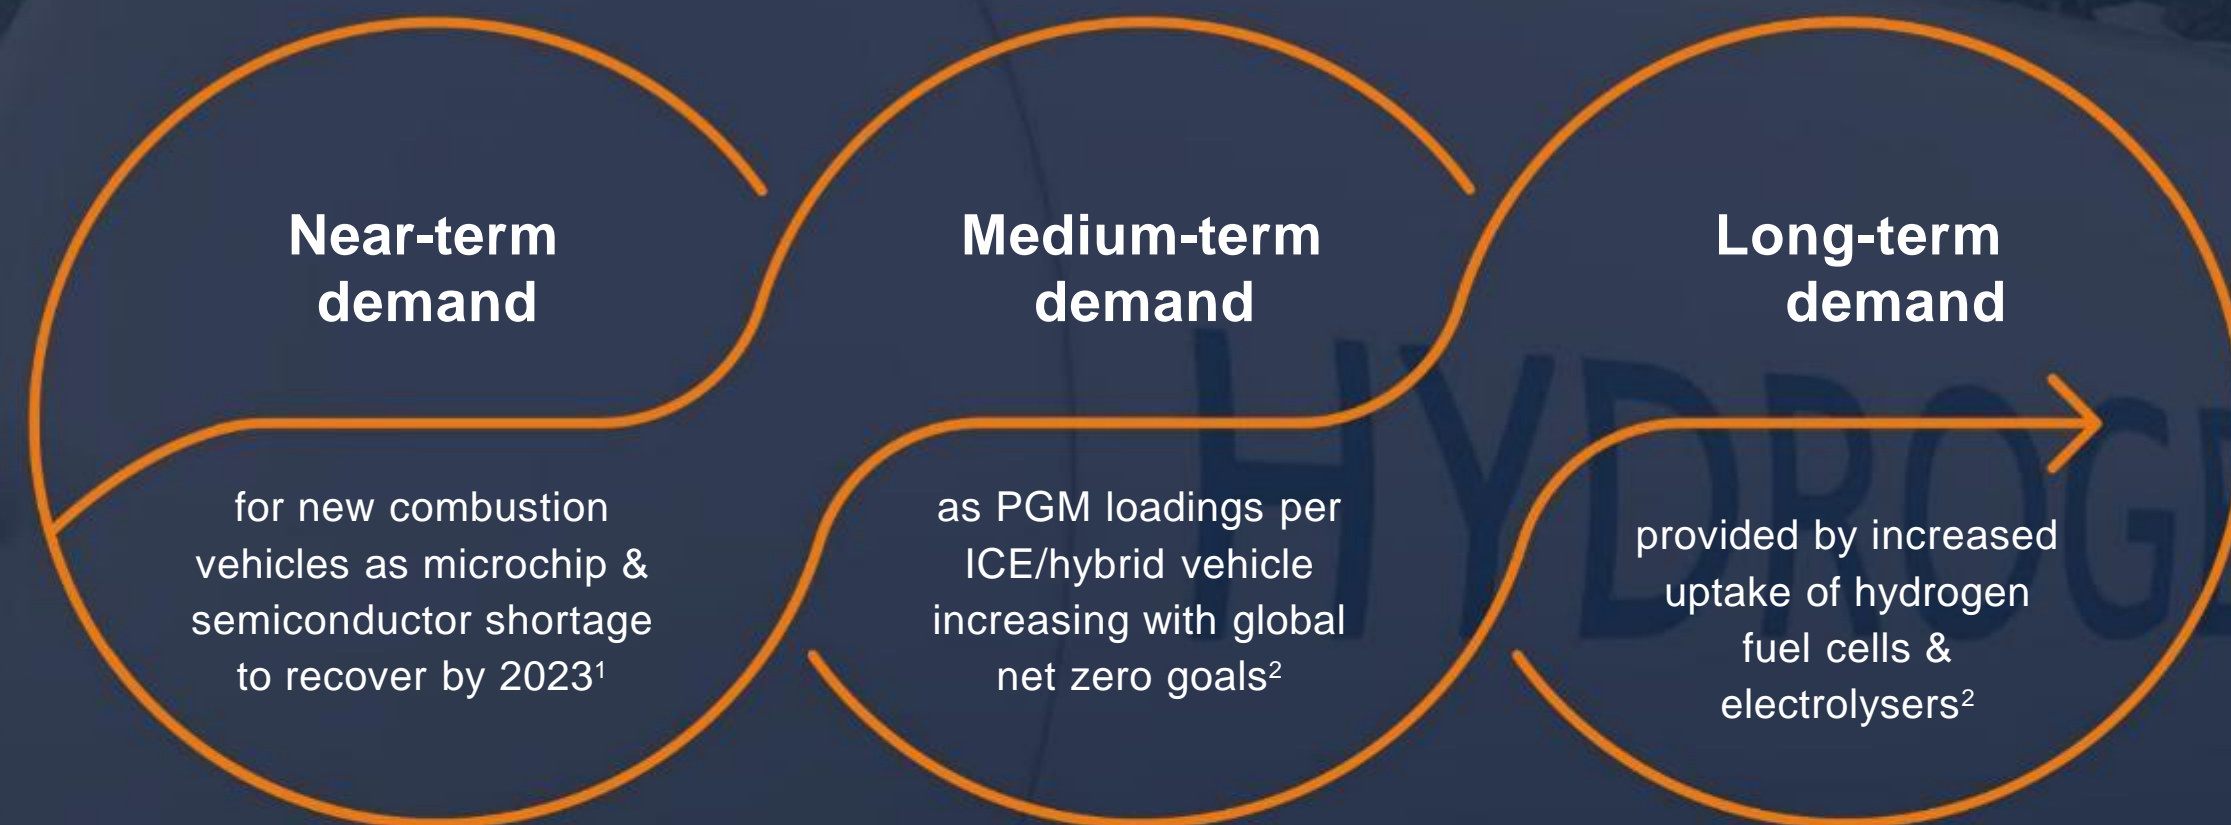 Near-term
demand
for new combustion
vehicles as microchip &
semiconductor shortage
to recover by 2023¹
Medium-term
demand
as PGM loadings per
ICE/hybrid vehicle
increasing with global
net zero goals²
Long-term
demand
provided by increased
uptake of hydrogen
fuel cells &
electrolysers²
HYDROGE